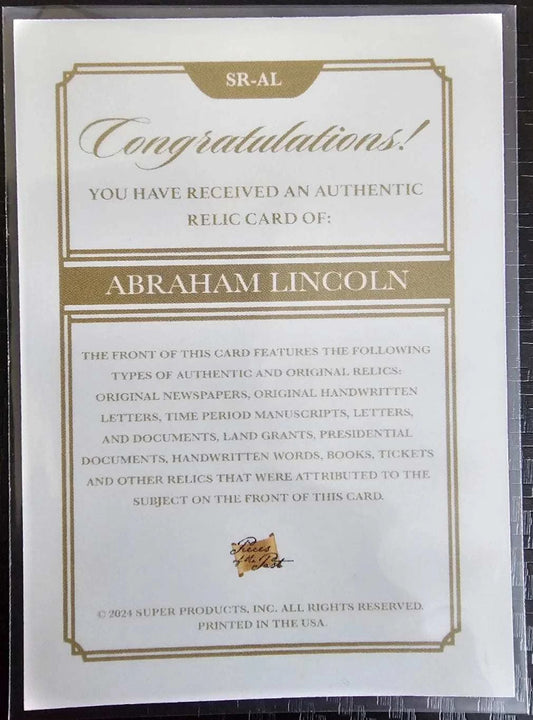 SR-AL
Congratulations!
YOU HAVE RECEIVED AN AUTHENTIC
RELIC CARD OF:
ABRAHAM LINCOLN
THE FRONT OF THIS CARD FEATURES THE FOLLOWING
TYPES OF AUTHENTIC AND ORIGINAL RELICS:
ORIGINAL NEWSPAPERS, ORIGINAL HANDWRITTEN
LETTERS, TIME PERIOD MANUSCRIPTS, LETTERS,
AND DOCUMENTS, LAND GRANTS, PRESIDENTIAL
DOCUMENTS, HANDWRITTEN WORDS, BOOKS, TICKETS
AND OTHER RELICS THAT WERE ATTRIBUTED TO THE
SUBJECT ON THE FRONT OF THIS CARD.
Pieces
of the Past
© 2024 SUPER PRODUCTS, INC. ALL RIGHTS RESERVED.
PRINTED IN THE USA.